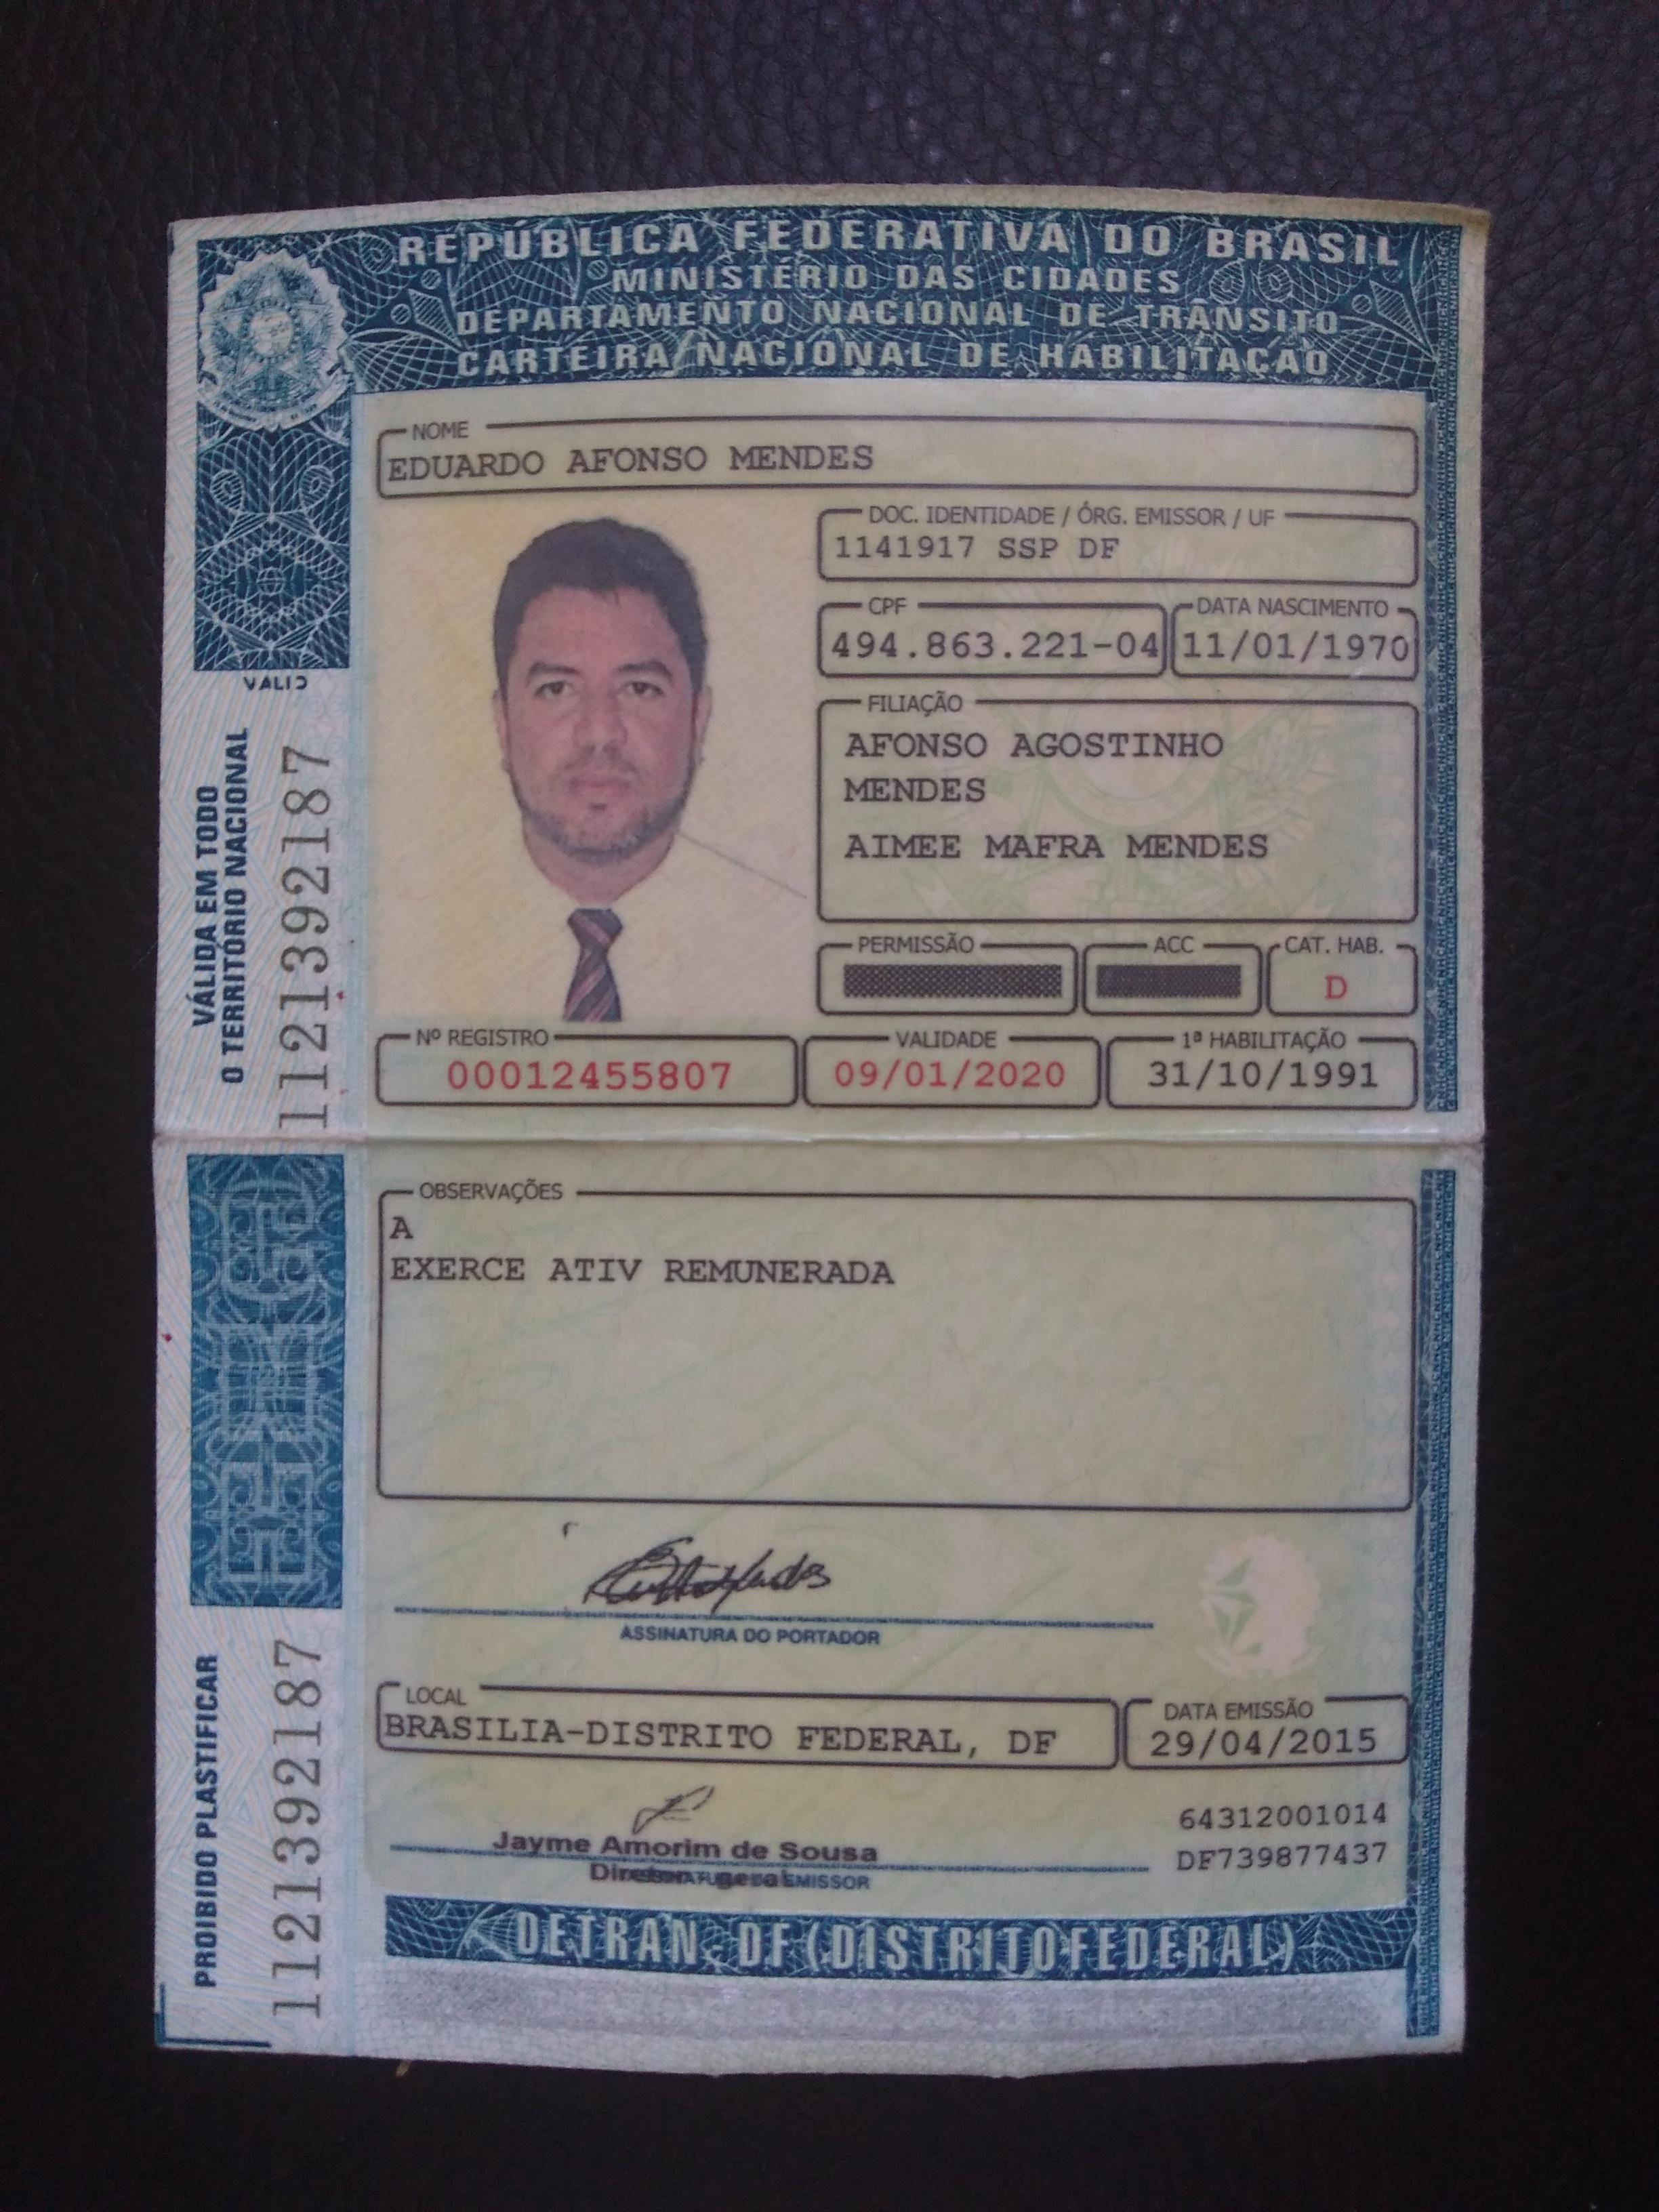 REPÚBLICA FEDERATIVA DO BRASIL
MINISTÉRIO DAS CIDADES
DEPARTAMENTO NACIONAL DE TRÂNSITO
CARTEIRA NACIONAL DE HABILITAÇÃO
NOME
EDUARDO AFONSO MENDES
DOC. IDENTIDADE / ÓRG. EMISSOR / UF
1141917 SSP DF
CPF
494.863.221-04
DATA NASCIMENTO
11/01/1970
FILIAÇÃO
AFONSO AGOSTINHO
MENDES
AIMEE MAFRA MENDES
PERMISSÃO
ACC
CAT. HAB.
D
Nº REGISTRO
00012455807
VALIDADE
09/01/2020
1ª HABILITAÇÃO
31/10/1991
VALID
VÁLIDA EM TODO
O TERRITÓRIO NACIONAL
1121392187
OBSERVAÇÕES
A
EXERCE ATIV REMUNERADA
ASSINATURA DO PORTADOR
LOCAL
BRASILIA-DISTRITO FEDERAL, DF
DATA EMISSÃO
29/04/2015
64312001014
DF739877437
Jayme Amorim de Sousa
geral
EMISSOR
PROIBIDO PLASTIFICAR
1121392187
DETRAN-DF (DISTRITO FEDERAL)